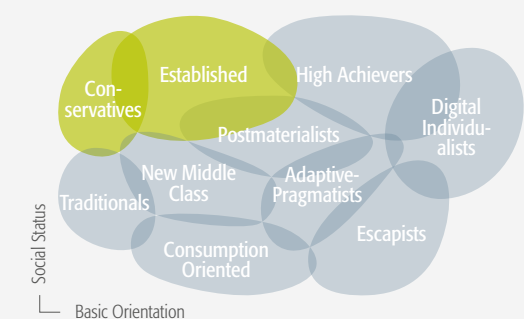 Established
High Achievers
Con-
servatives
Digital
Individu-
alists
Postmaterialists
New Middle
Class
Adaptive-
Pragmatists
Traditionals
Escapists
Consumption
Oriented
Social Status
Basic Orientation